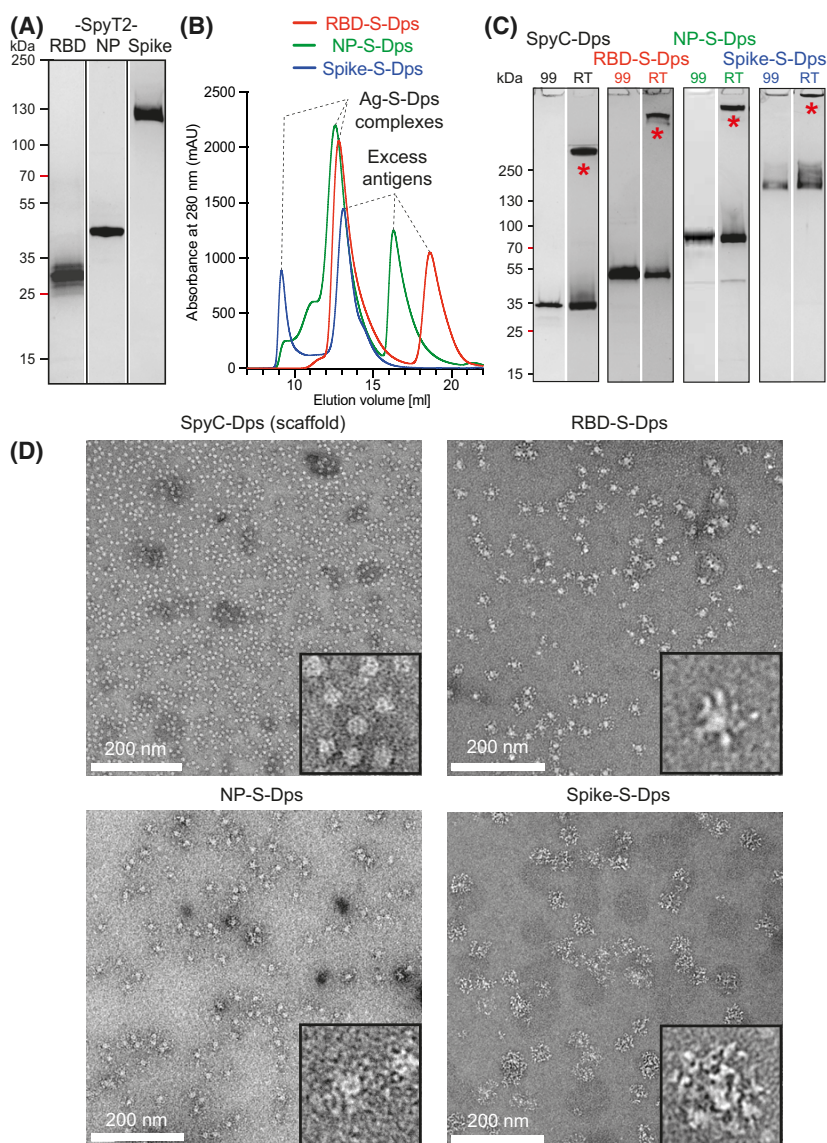 (A)
-SpyT2-
kDa RBD NP Spike
250
130
100
70
55
35
25
15
(B)
RBD-S-Dps
NP-S-Dps
Spike-S-Dps
Ag-S-Dps
complexes
Excess
antigens
Absorbance at 280 nm (mAU)
2500
2000
1500
1000
500
0
10 15 20
Elution volume [ml]
(C)
SpyC-Dps
RBD-S-Dps
NP-S-Dps
Spike-S-Dps
kDa 99 RT 99 RT 99 RT 99 RT
* * * *
250
130
100
70
55
35
25
15
(D)
SpyC-Dps (scaffold)
200 nm
RBD-S-Dps
200 nm
NP-S-Dps
200 nm
Spike-S-Dps
200 nm